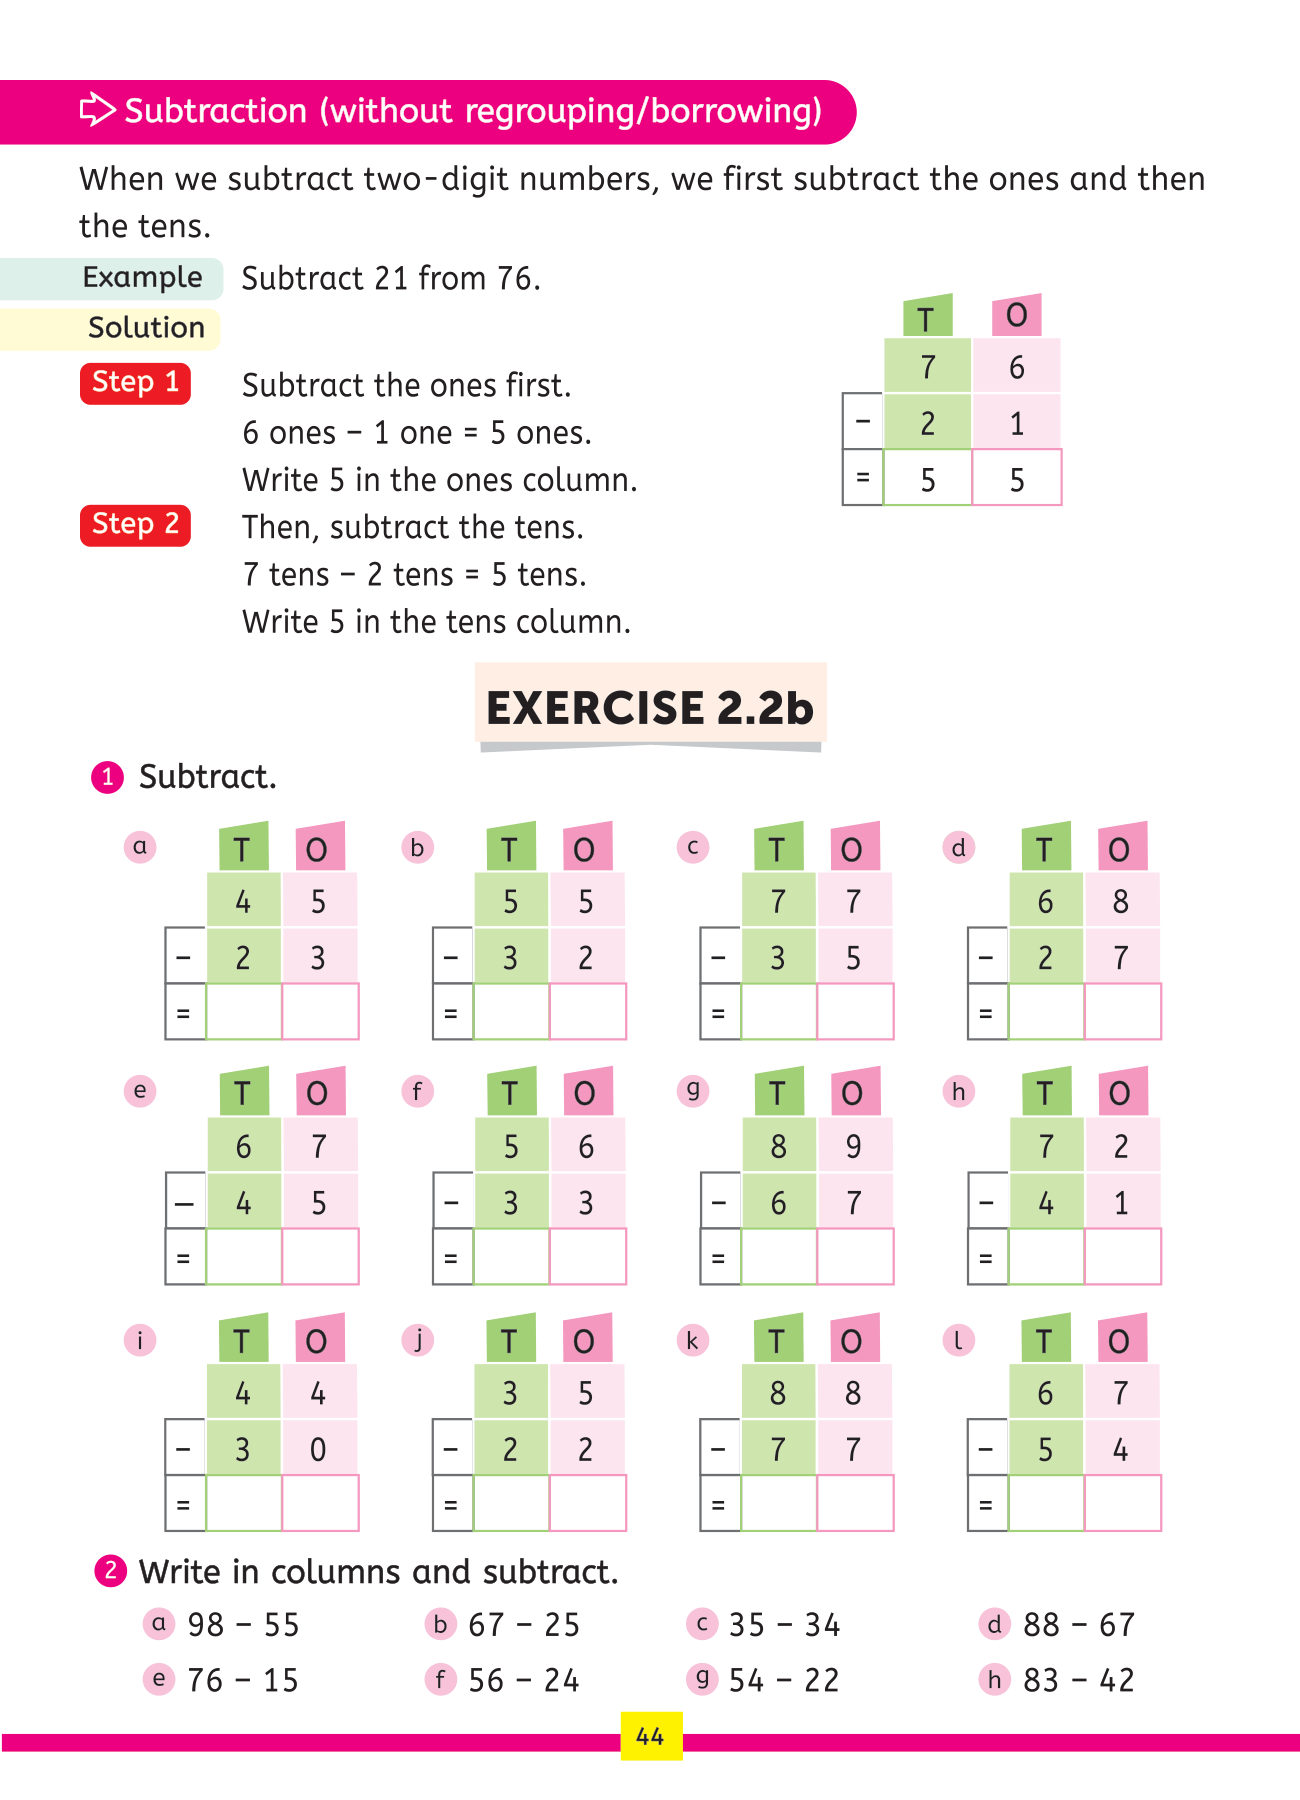 Subtraction (without regrouping/borrowing)
When we subtract two-digit numbers, we first subtract the ones and then
the tens.
Example Subtract 21 from 76.
Solution
Step 1 Subtract the ones first.
6 ones – 1 one = 5 ones.
Write 5 in the ones column.
Step 2 Then, subtract the tens.
7 tens – 2 tens = 5 tens.
Write 5 in the tens column.
T O
7 6
– 2 1
= 5 5
EXERCISE 2.2b
1 Subtract.
a T O b T O c T O d T O
4 5 5 5 7 7 6 8
– 2 3 – 3 2 – 3 5 – 2 7
= = = =
e T O f T O g T O h T O
6 7 5 6 8 9 7 2
– 4 5 – 3 3 – 6 7 – 4 1
= = = =
i T O j T O k T O l T O
4 4 3 5 8 8 6 7
– 3 0 – 2 2 – 7 7 – 5 4
= = = =
2 Write in columns and subtract.
a 98 – 55 b 67 – 25 c 35 – 34 d 88 – 67
e 76 – 15 f 56 – 24 g 54 – 22 h 83 – 42
44